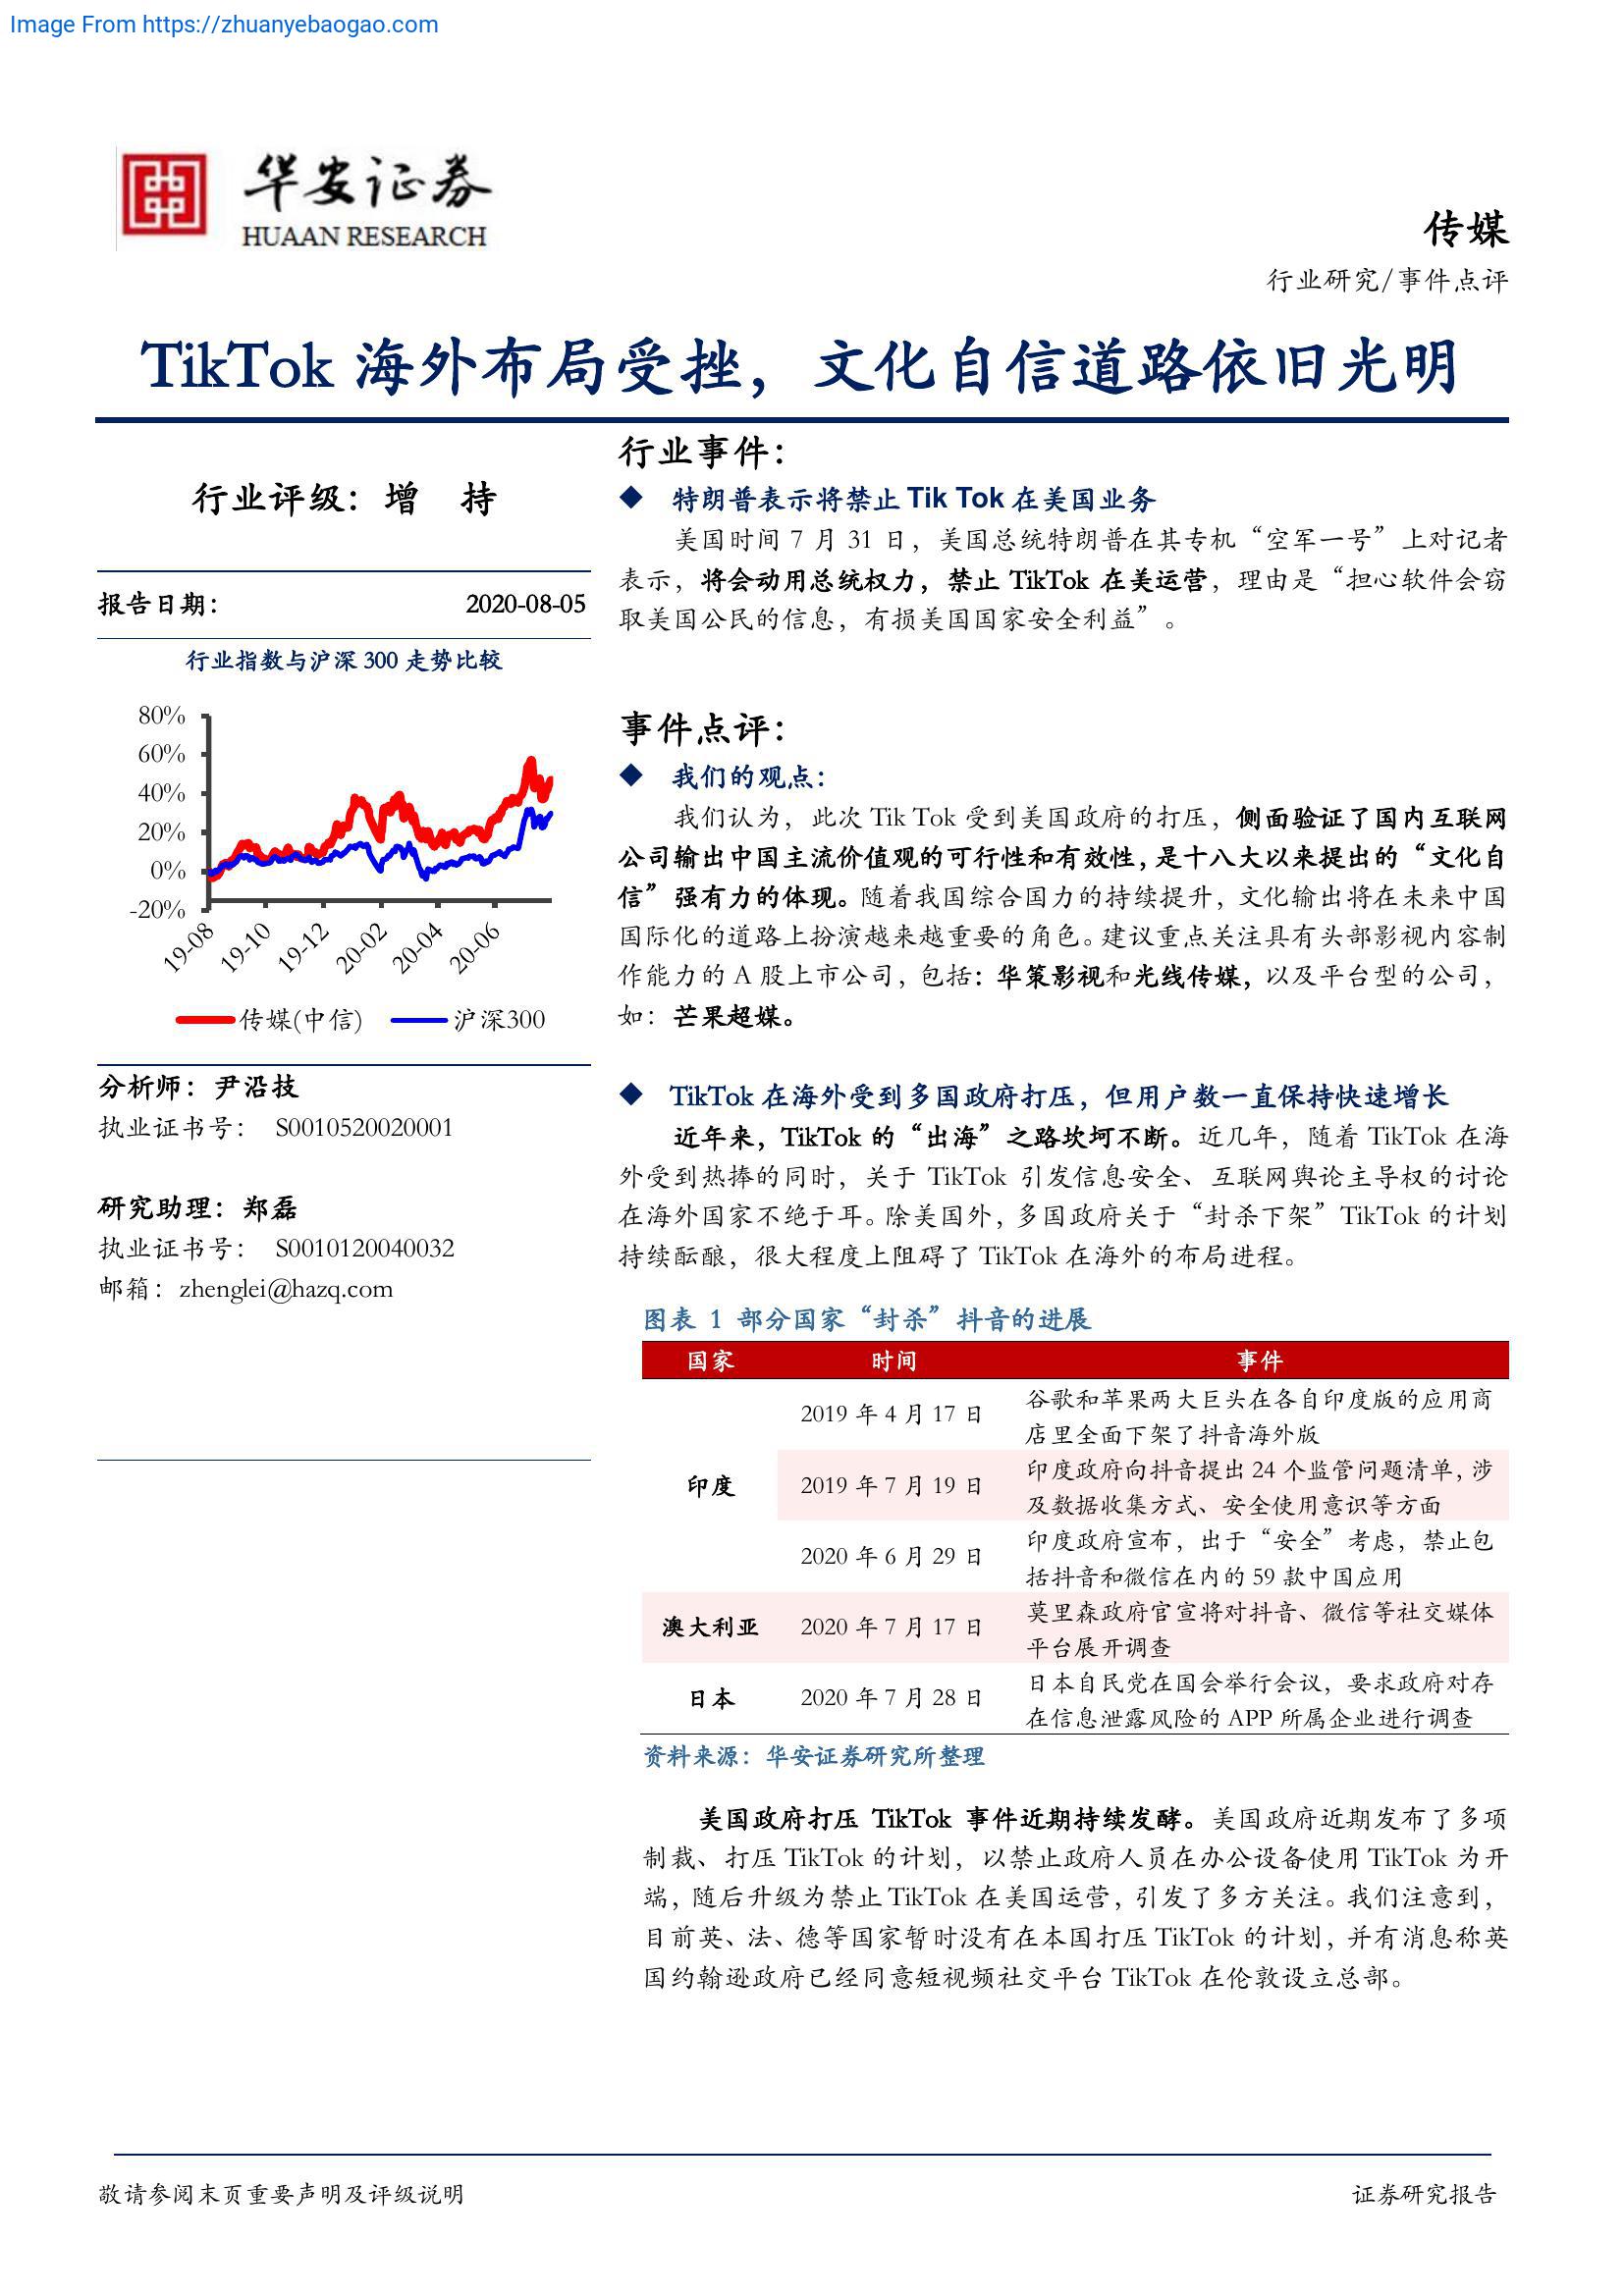 Image From https://zhuanyebaogao.com
华安证券
HUAAN RESEARCH
传媒
行业研究/事件点评
TikTok 海外布局受挫，文化自信道路依旧光明
行业评级：增 持
报告日期： 2020-08-05
行业指数与沪深 300 走势比较
80%
60%
40%
20%
0%
-20%
19-08 19-10 19-12 20-02 20-04 20-06
传媒(中信) 沪深300
分析师：尹沿技
执业证书号： S0010520020001
研究助理：郑磊
执业证书号： S0010120040032
邮箱：zhenglei@hazq.com
行业事件：
◆ 特朗普表示将禁止 Tik Tok 在美国业务
美国时间 7 月 31 日，美国总统特朗普在其专机“空军一号”上对记者
表示，将会动用总统权力，禁止 TikTok 在美运营，理由是“担心软件会窃
取美国公民的信息，有损美国国家安全利益”。
事件点评：
◆ 我们的观点：
我们认为，此次 Tik Tok 受到美国政府的打压，侧面验证了国内互联网
公司输出中国主流价值观的可行性和有效性，是十八大以来提出的“文化自
信”强有力的体现。随着我国综合国力的持续提升，文化输出将在未来中国
国际化的道路上扮演越来越重要的角色。建议重点关注具有头部影视内容制
作能力的 A 股上市公司，包括：华策影视和光线传媒，以及平台型的公司，
如：芒果超媒。
◆ TikTok 在海外受到多国政府打压，但用户数一直保持快速增长
近年来，TikTok 的“出海”之路坎坷不断。近几年，随着 TikTok 在海
外受到热捧的同时，关于 TikTok 引发信息安全、互联网舆论主导权的讨论
在海外国家不绝于耳。除美国外，多国政府关于“封杀下架”TikTok 的计划
持续酝酿，很大程度上阻碍了 TikTok 在海外的布局进程。
图表 1 部分国家“封杀”抖音的进展
国家 时间 事件
2019 年 4 月 17 日 谷歌和苹果两大巨头在各自印度版的应用商
店里全面下架了抖音海外版
印度 2019 年 7 月 19 日 印度政府向抖音提出 24 个监管问题清单，涉
及数据收集方式、安全使用意识等方面
2020 年 6 月 29 日 印度政府宣布，出于“安全”考虑，禁止包
括抖音和微信在内的 59 款中国应用
澳大利亚 2020 年 7 月 17 日 莫里森政府官宣将对抖音、微信等社交媒体
平台展开调查
日本 2020 年 7 月 28 日 日本自民党在国会举行会议，要求政府对存
在信息泄露风险的 APP 所属企业进行调查
资料来源：华安证券研究所整理
美国政府打压 TikTok 事件近期持续发酵。美国政府近期发布了多项
制裁、打压 TikTok 的计划，以禁止政府人员在办公设备使用 TikTok 为开
端，随后升级为禁止 TikTok 在美国运营，引发了多方关注。我们注意到，
目前英、法、德等国家暂时没有在本国打压 TikTok 的计划，并有消息称英
国约翰逊政府已经同意短视频社交平台 TikTok 在伦敦设立总部。
敬请参阅末页重要声明及评级说明 证券研究报告